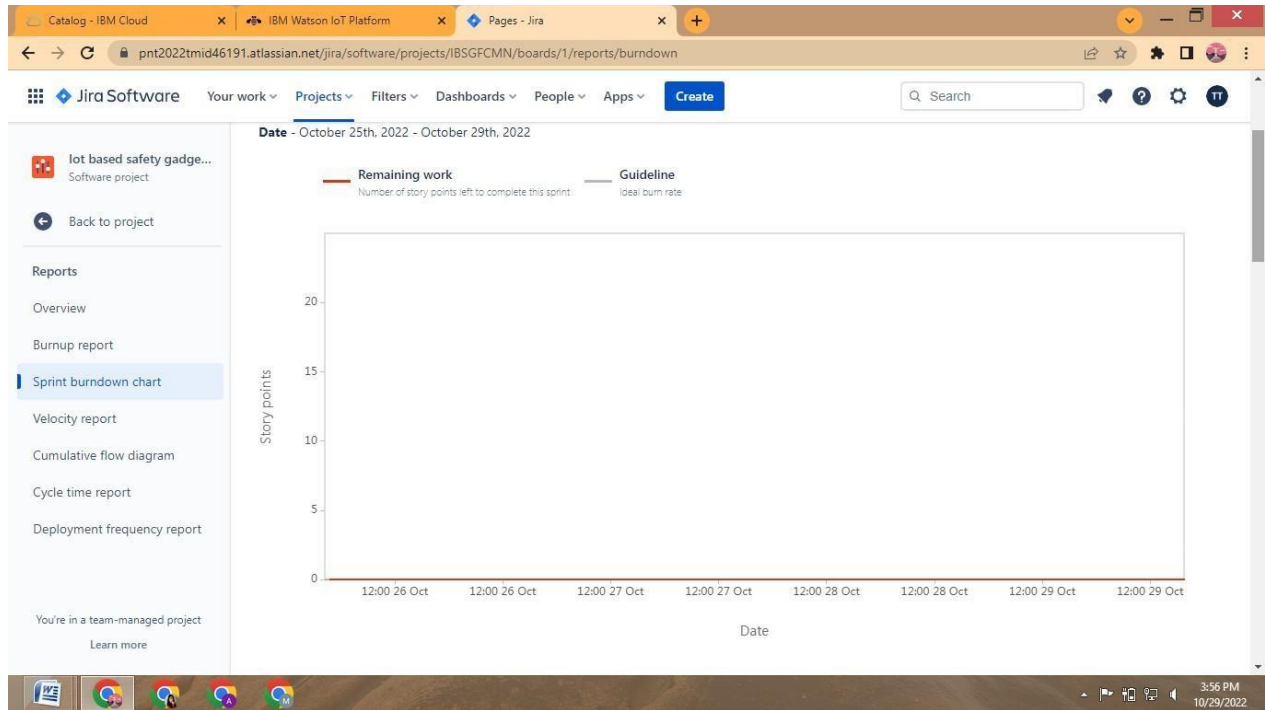 Catalog - IBM Cloud
IBM Watson IoT Platform
Pages - Jira
pnt2022tmid46191.atlassian.net/jira/software/projects/IBSGFCMN/boards/1/reports/burndown
Jira Software
Your work
Projects
Filters
Dashboards
People
Apps
Create
Search
TT
Iot based safety gadge...
Software project
Back to project
Reports
Overview
Burnup report
Sprint burndown chart
Velocity report
Cumulative flow diagram
Cycle time report
Deployment frequency report
You're in a team-managed project
Learn more
Date - October 25th, 2022 - October 29th, 2022
Remaining work
Number of story points left to complete this sprint
Guideline
Ideal burn rate
Story points
20
15
10
5
0
12:00 26 Oct
12:00 26 Oct
12:00 27 Oct
12:00 27 Oct
12:00 28 Oct
12:00 28 Oct
12:00 29 Oct
12:00 29 Oct
Date
3:56 PM
10/29/2022